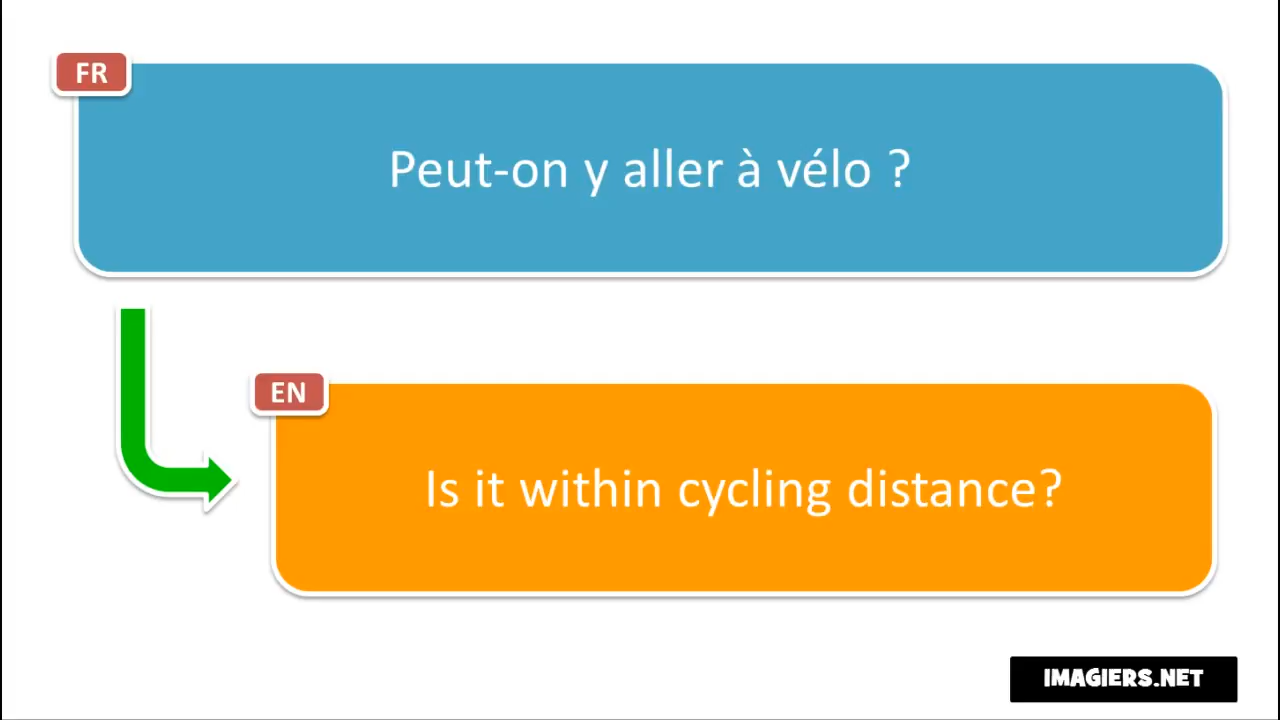 FR
Peut-on y aller à vélo ?
EN
Is it within cycling distance?
IMAGIERS.NET